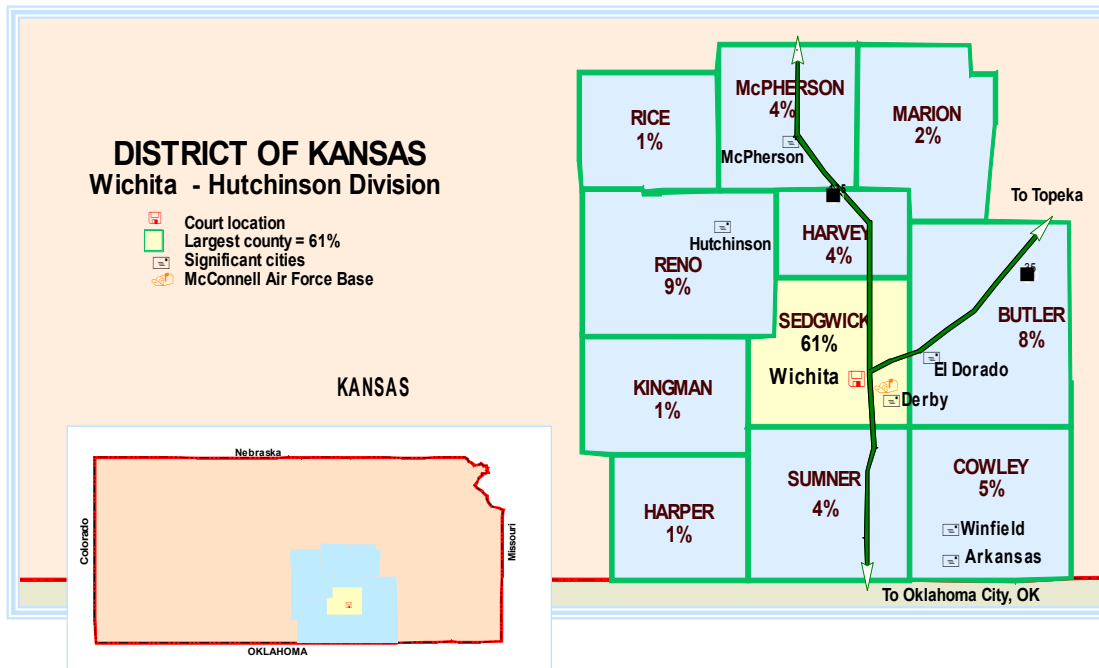 DISTRICT OF KANSAS
Wichita - Hutchinson Division
Court location
Largest county = 61%
Significant cities
McConnell Air Force Base
KANSAS
Nebraska
Colorado
Missouri
OKLAHOMA
McPHERSON
4%
McPherson
RICE
1%
MARION
2%
To Topeka
Hutchinson
RENO
9%
HARVEY
4%
35
BUTLER
8%
SEDGWICK
61%
Wichita
El Dorado
Derby
KINGMAN
1%
HARPER
1%
SUMNER
4%
COWLEY
5%
Winfield
Arkansas
To Oklahoma City, OK